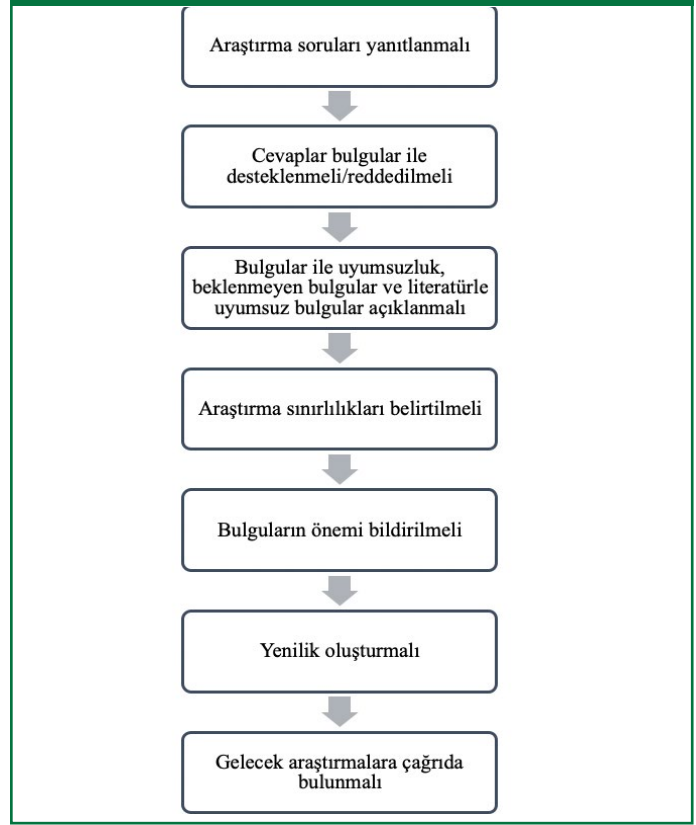 Araştırma soruları yanıtlanmalı
Cevaplar bulgular ile
desteklenmeli/reddedilmeli
Bulgular ile uyumsuzluk,
beklenmeyen bulgular ve literatürle
uyumsuz bulgular açıklanmalı
Araştırma sınırlılıkları belirtilmeli
Bulguların önemi bildirilmeli
Yenilik oluşturmalı
Gelecek araştırmalara çağrıda
bulunmalı